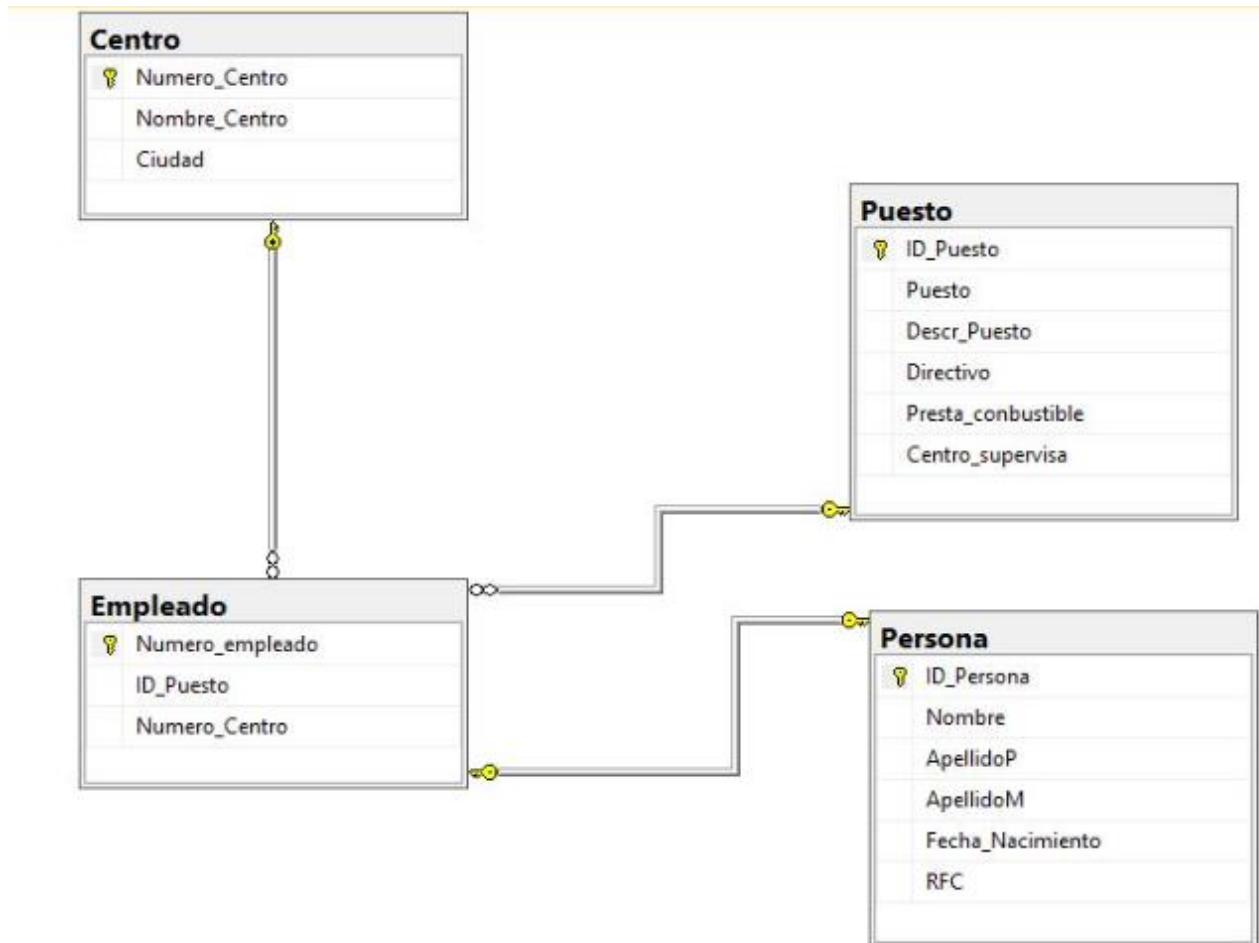 Centro
Numero_Centro
Nombre_Centro
Ciudad
Puesto
ID_Puesto
Puesto
Descr_Puesto
Directivo
Presta_conbustible
Centro_supervisa
Empleado
Numero_empleado
ID_Puesto
Numero_Centro
Persona
ID_Persona
Nombre
ApellidoP
ApellidoM
Fecha_Nacimiento
RFC